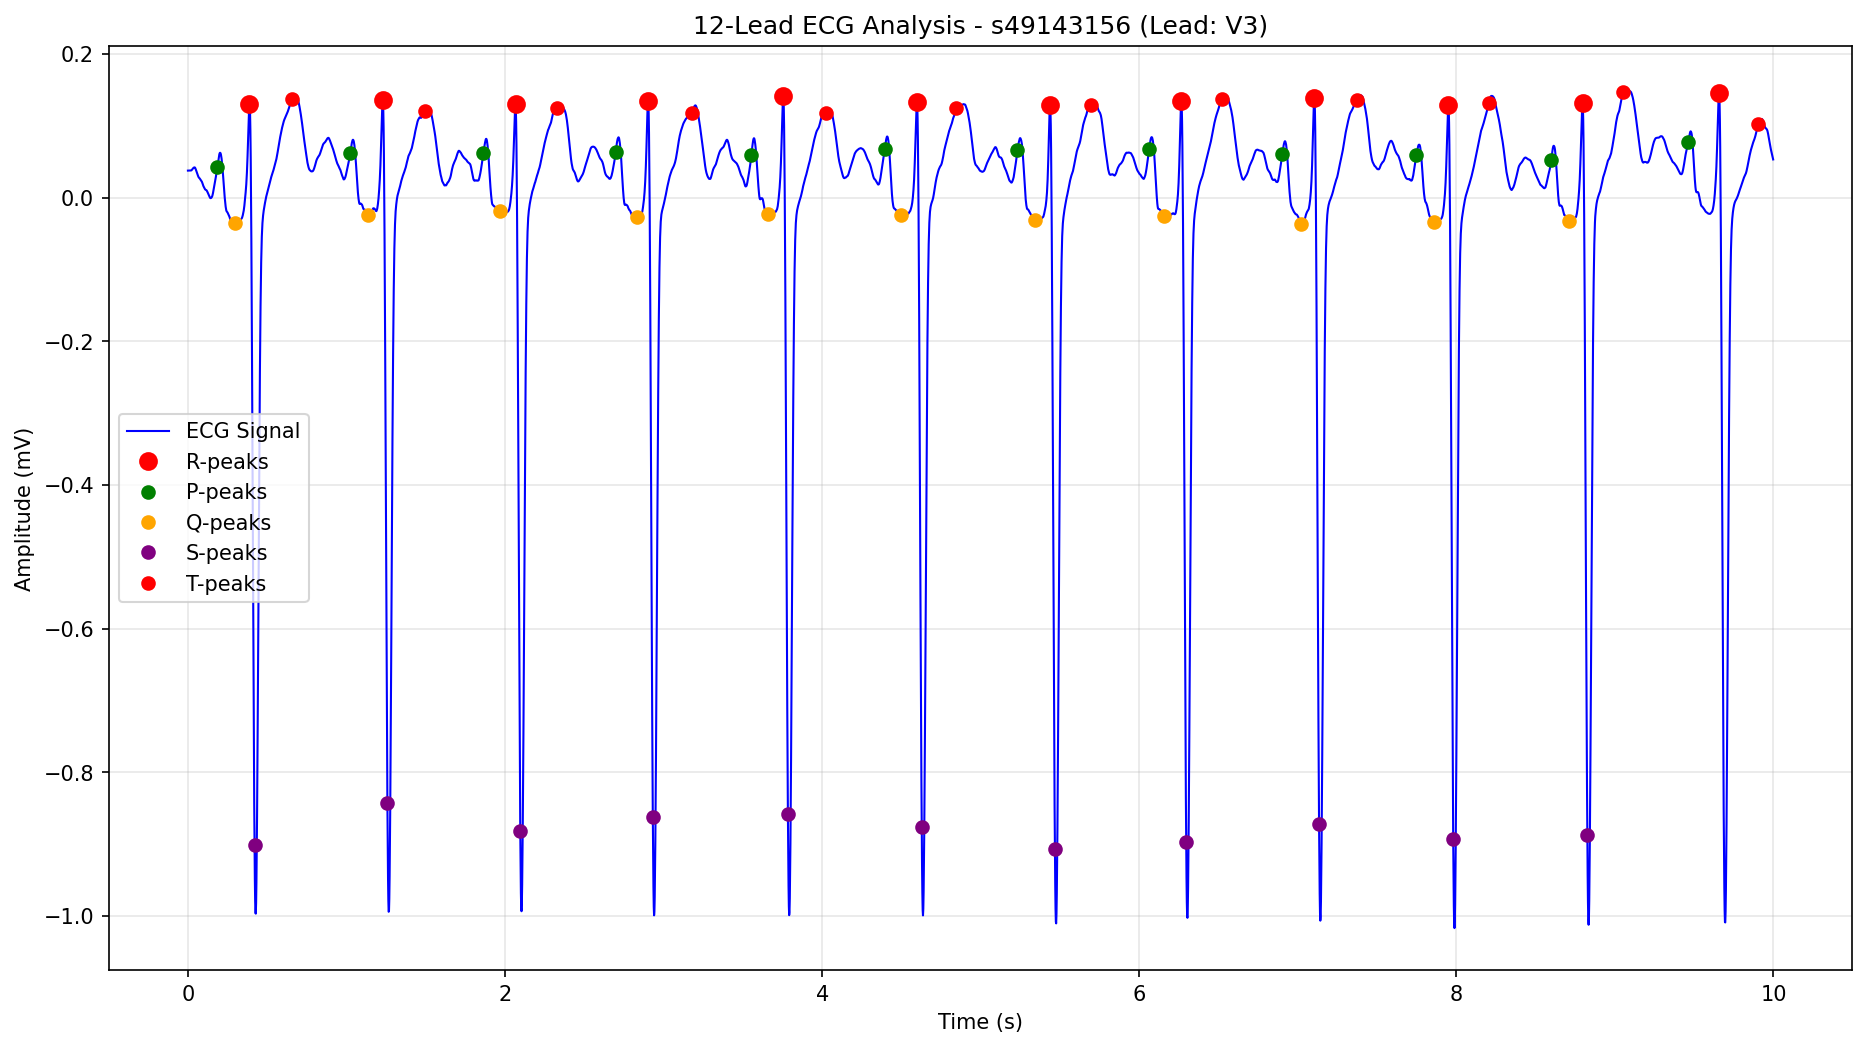 12-Lead ECG Analysis - s49143156 (Lead: V3)
0.2
0.0
−0.2
−0.4
−0.6
−0.8
−1.0
Amplitude (mV)
ECG Signal
R-peaks
P-peaks
Q-peaks
S-peaks
T-peaks
0 2 4 6 8 10
Time (s)